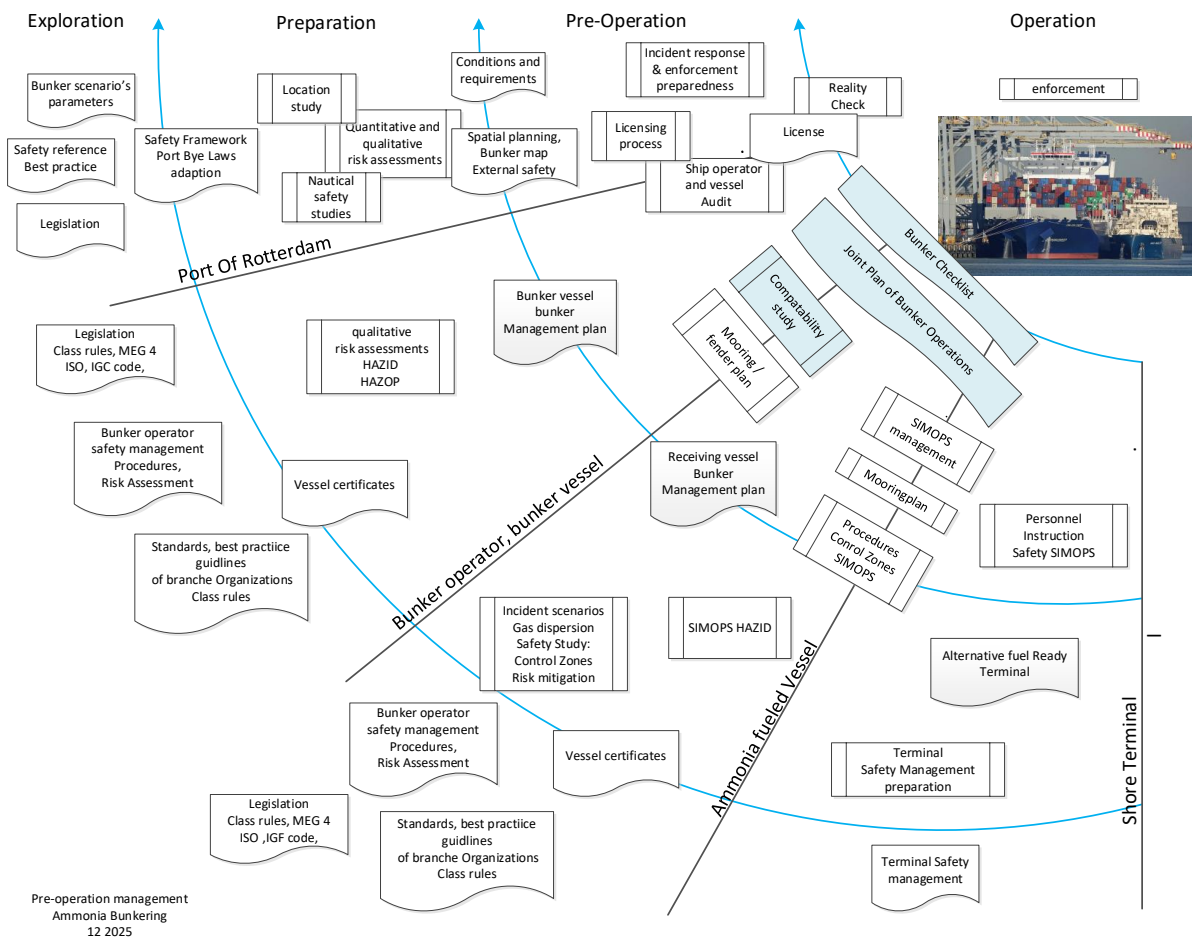 Exploration
Preparation
Pre-Operation
Operation
Bunker scenario's
parameters
Safety reference
Best practice
Legislation
Safety Framework
Port Bye Laws
adaption
Location
study
Quantitative and
qualitative
risk assessments
Nautical
safety
studies
Conditions and
requirements
Spatial planning,
Bunker map
External safety
Incident response
& enforcement
preparedness
Licensing
process
Ship operator
and vessel
Audit
Reality
Check
License
enforcement
Port Of Rotterdam
Bunker Checklist
Joint Plan of Bunker Operations
Compatability
study
Mooring /
fender plan
Bunker vessel
bunker
Management plan
Legislation
Class rules, MEG 4
ISO, IGC code,
qualitative
risk assessments
HAZID
HAZOP
Bunker operator
safety management
Procedures,
Risk Assessment
Vessel certificates
Standards, best practiice
guidlines
of branche Organizations
Class rules
Bunker operator, bunker vessel
Receiving vessel
Bunker
Management plan
SIMOPS
management
Mooringplan
Procedures
Conrol Zones
SIMOPS
Personnel
Instruction
Safety SIMOPS
Incident scenarios
Gas dispersion
Safety Study:
Control Zones
Risk mitigation
SIMOPS HAZID
Alternative fuel Ready
Terminal
Ammonia fueled Vessel
Shore Terminal
Bunker operator
safety management
Procedures,
Risk Assessment
Vessel certificates
Terminal
Safety Management
preparation
Legislation
Class rules, MEG 4
ISO ,IGF code,
Standards, best practiice
guidlines
of branche Organizations
Class rules
Terminal Safety
management
Pre-operation management
Ammonia Bunkering
12 2025